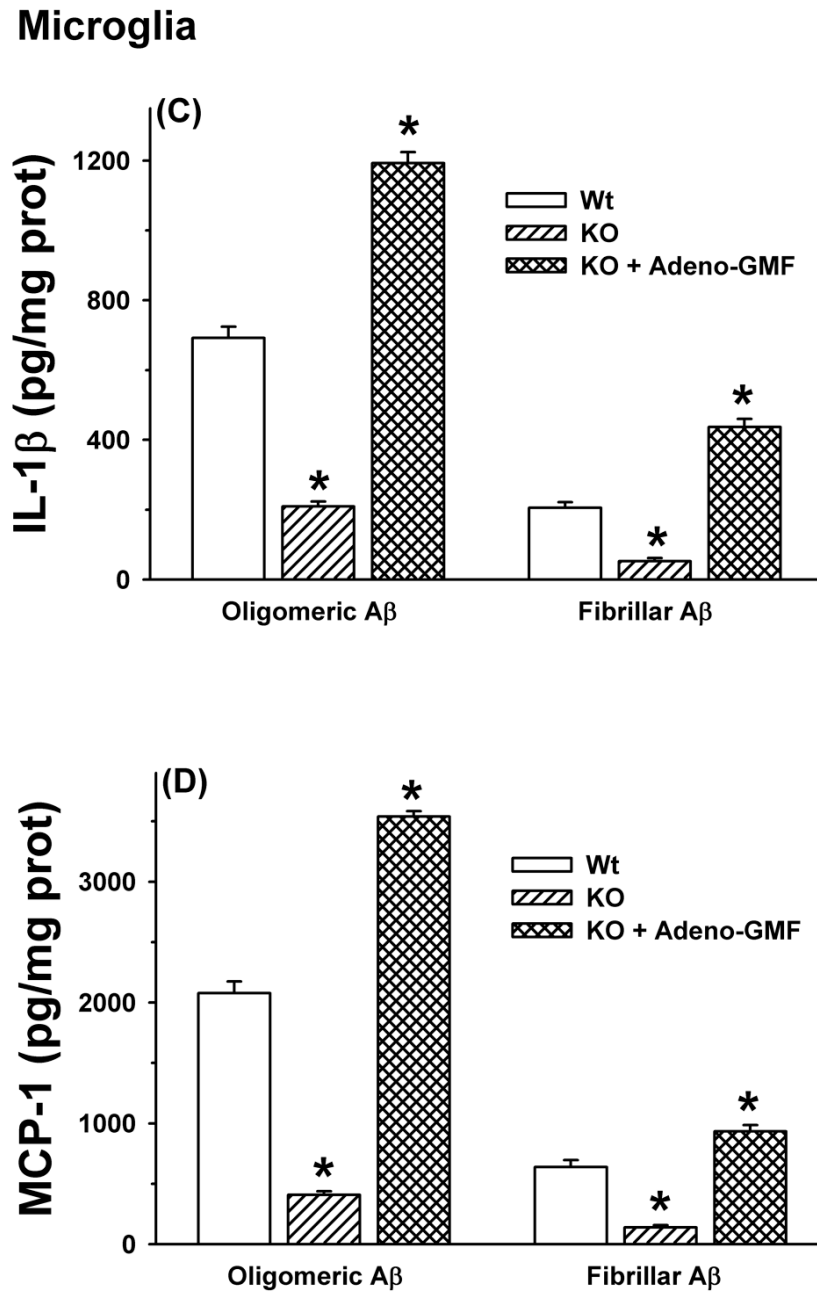 Microglia
(C)
IL-1β (pg/mg prot)
1200
800
400
0
*
*
*
*
Wt
KO
KO + Adeno-GMF
Oligomeric Aβ
Fibrillar Aβ
(D)
MCP-1 (pg/mg prot)
3000
2000
1000
0
*
*
*
*
Wt
KO
KO + Adeno-GMF
Oligomeric Aβ
Fibrillar Aβ